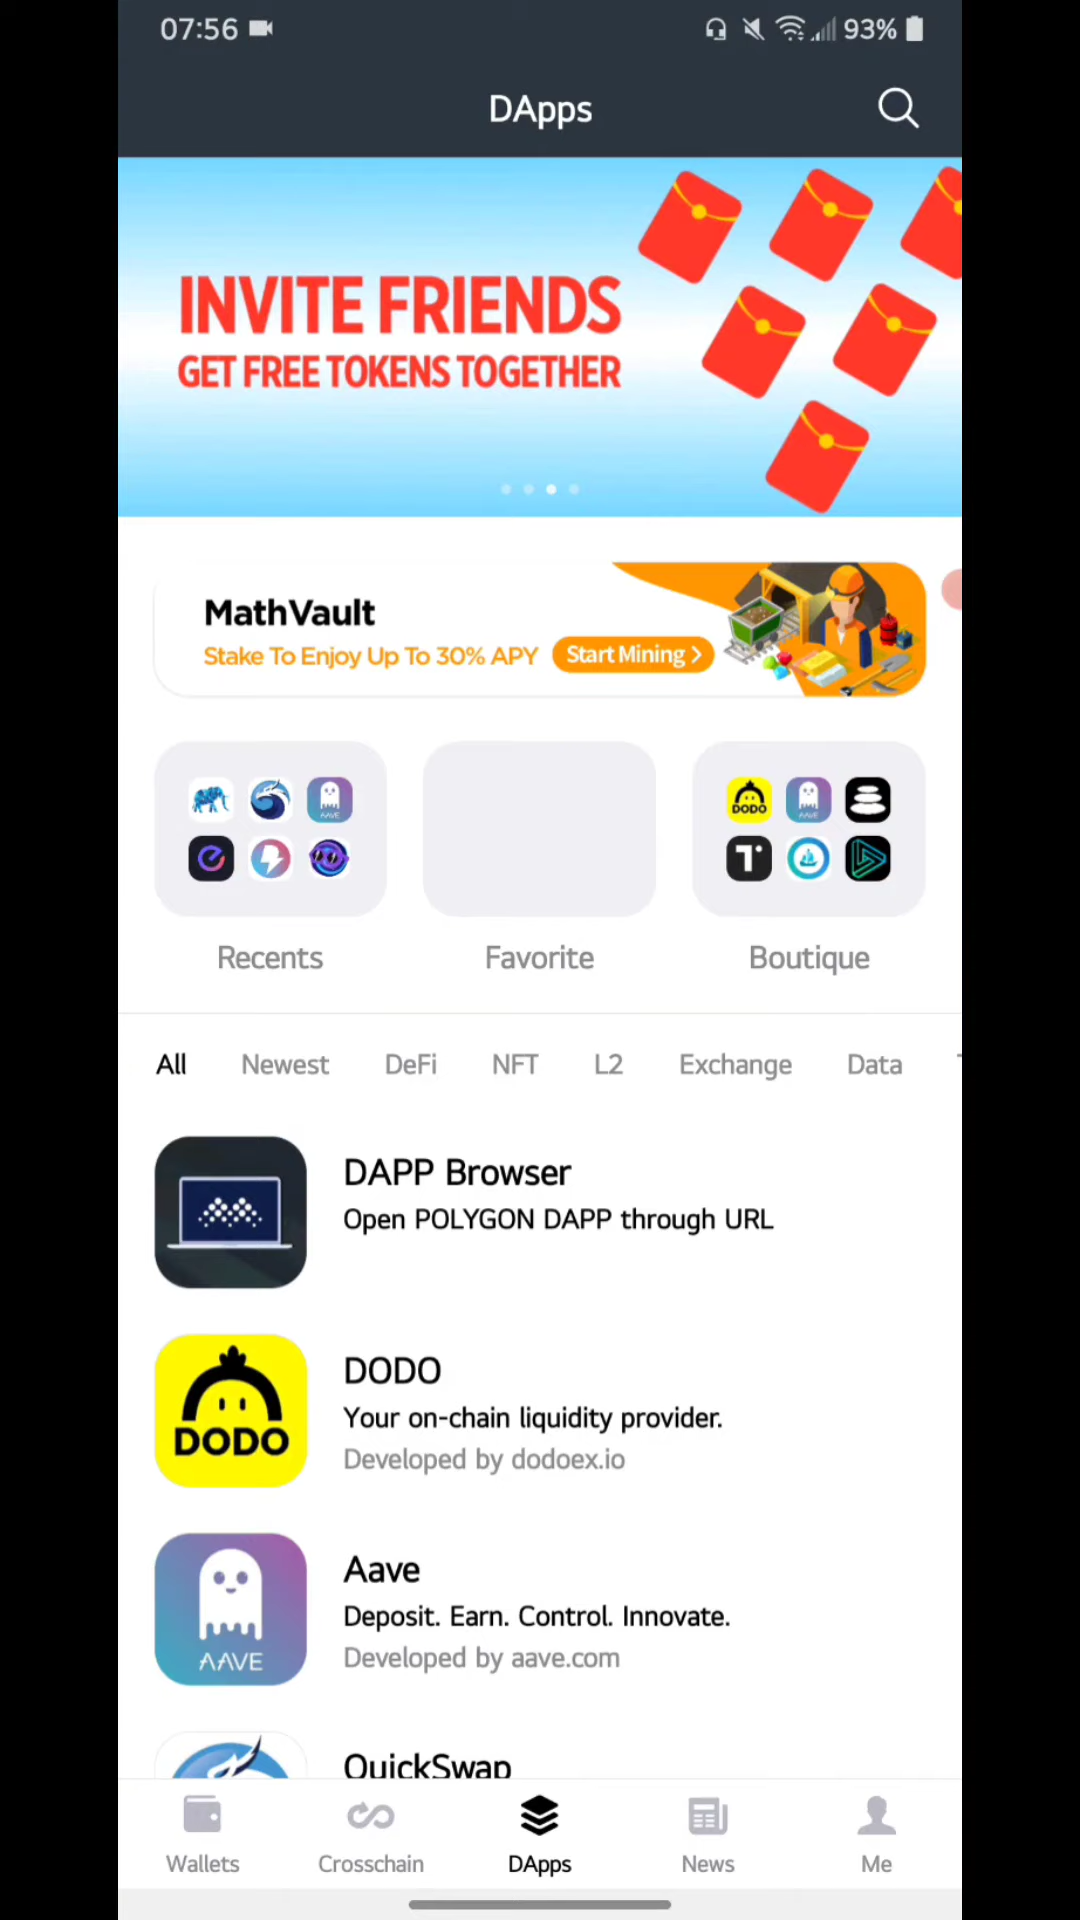 07:56
93%
DApps
INVITE FRIENDS
GET FREE TOKENS TOGETHER
MathVault
Stake To Enjoy Up To 30% APY
Start Mining >
AAVE
DODO
AAVE
Recents
Favorite
Boutique
All
Newest
DeFi
NFT
L2
Exchange
Data
DAPP Browser
Open POLYGON DAPP through URL
DODO
DODO
Your on-chain liquidity provider.
Developed by dodoex.io
AAVE
Aave
Deposit. Earn. Control. Innovate.
Developed by aave.com
QuickSwap
Wallets
Crosschain
DApps
News
Me